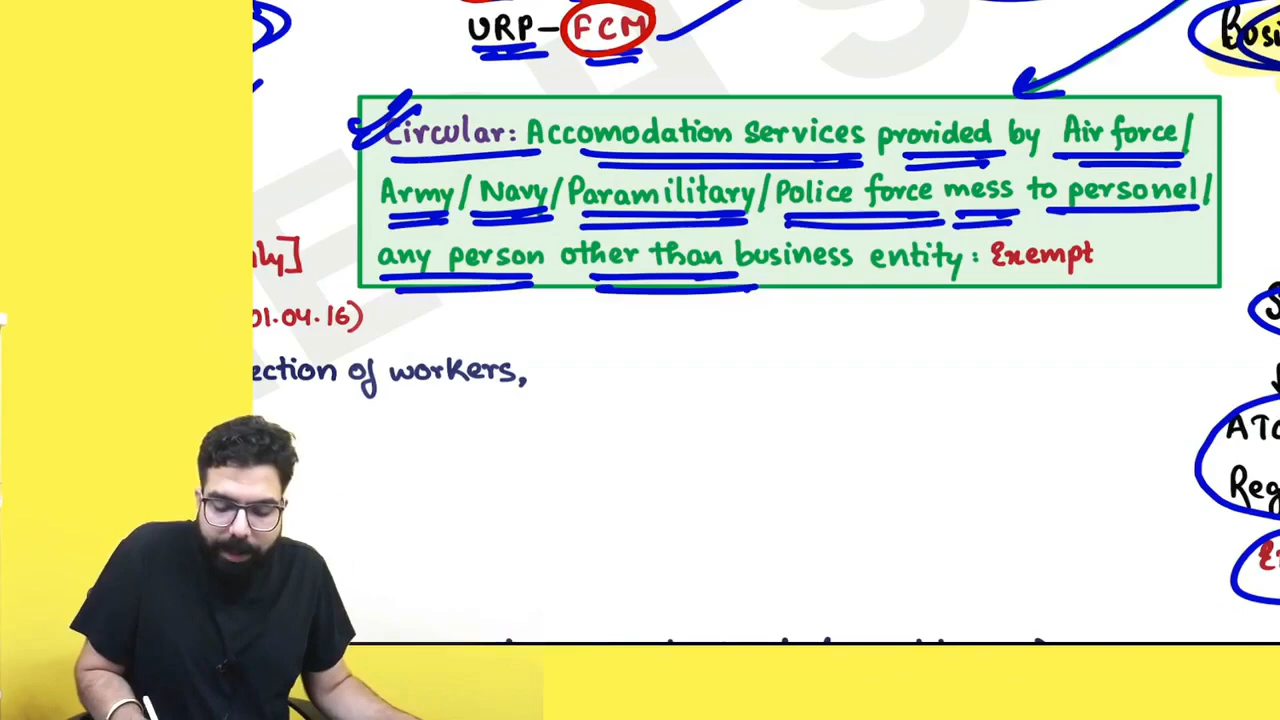 URP-FCM
Circular: Accomodation services provided by Air force/
Army/Navy/Paramilitary/Police force mess to personel/
any person other than business entity: Exempt
01.04.16)
of workers,